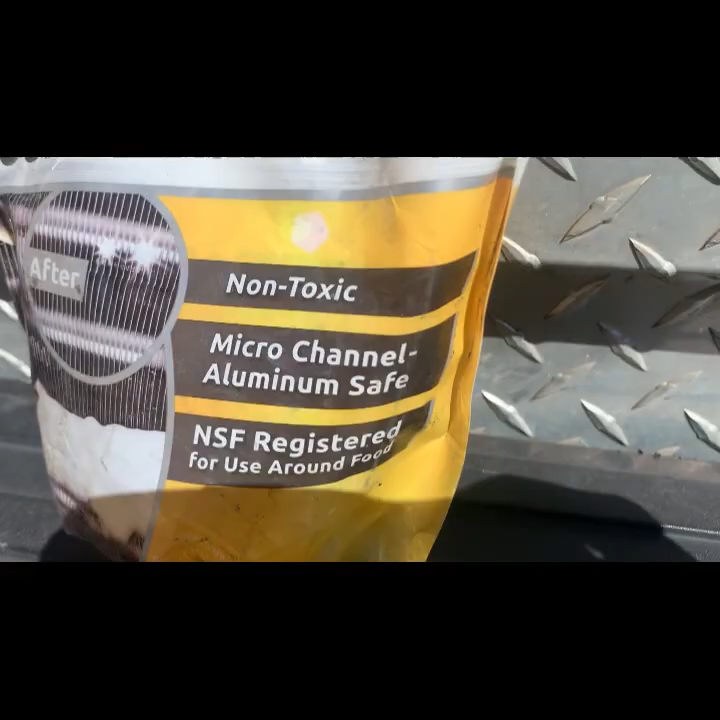 After
Non-Toxic
Micro Channel-
Aluminum Safe
NSF Registered
for Use Around Food